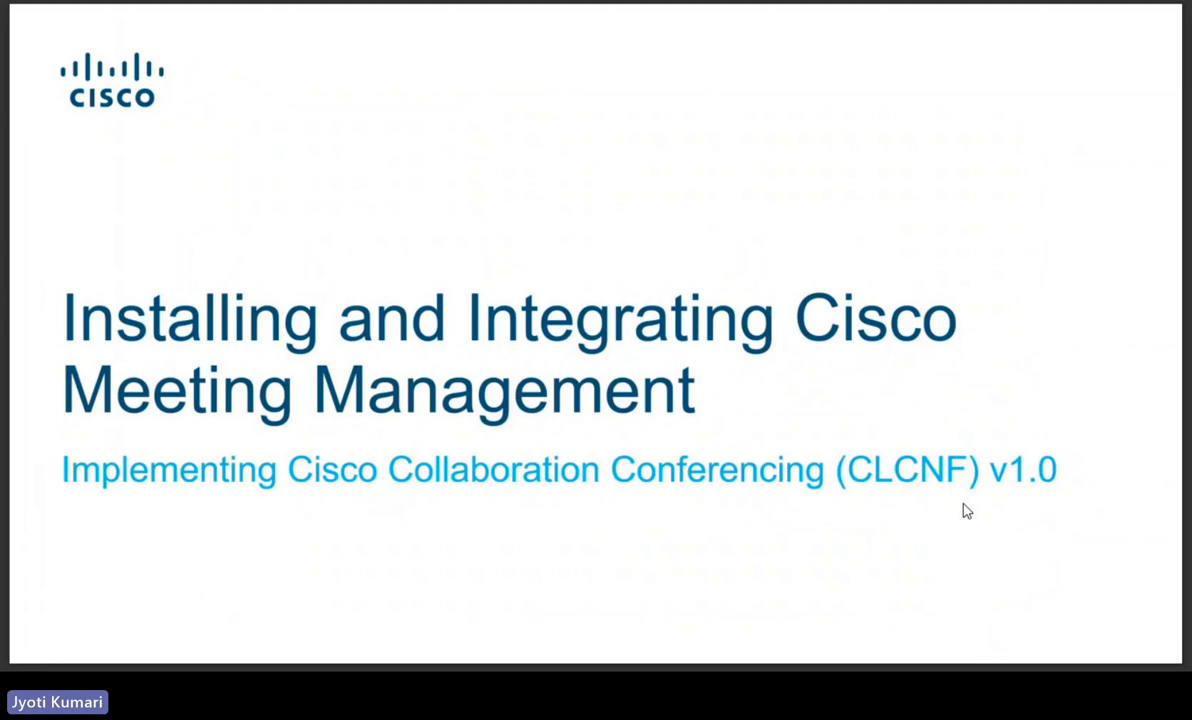 CISCO
Installing and Integrating Cisco
Meeting Management
Implementing Cisco Collaboration Conferencing (CLCNF) v1.0
Jyoti Kumari